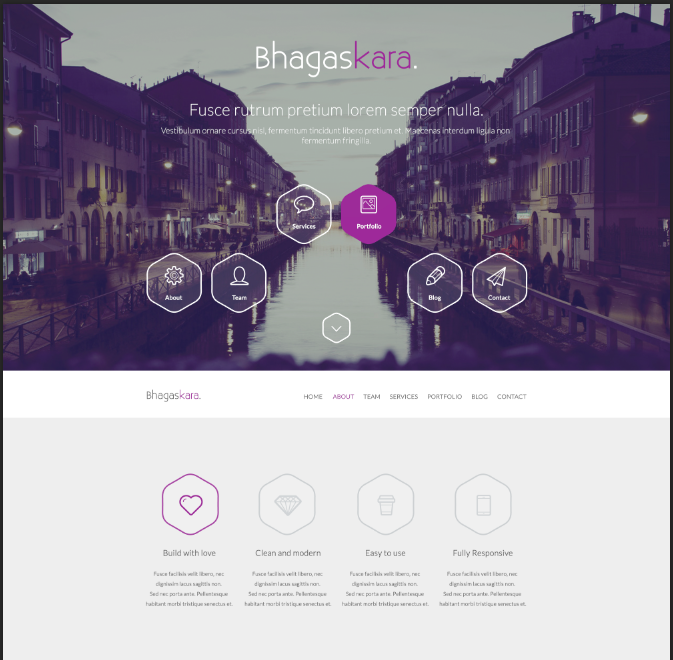 Bhagaskara.
Fusce rutrum pretium lorem semper nulla.
Vestibulum ornare cursus nisi, fermentum tincidunt libero pretium et. Maecenas interdum ligula non
fermentum fringilla.
Services
Portfolio
About
Team
Blog
Contact
Bhagaskara.
HOME ABOUT TEAM SERVICES PORTFOLIO BLOG CONTACT
Build with love
Fusce facilisis velit libero, nec
dignissim lacus sagittis non.
Sed nec porta ante. Pellentesque
habitant morbi tristique senectus et.
Clean and modern
Fusce facilisis velit libero, nec
dignissim lacus sagittis non.
Sed nec porta ante. Pellentesque
habitant morbi tristique senectus et.
Easy to use
Fusce facilisis velit libero, nec
dignissim lacus sagittis non.
Sed nec porta ante. Pellentesque
habitant morbi tristique senectus et.
Fully Responsive
Fusce facilisis velit libero, nec
dignissim lacus sagittis non.
Sed nec porta ante. Pellentesque
habitant morbi tristique senectus et.